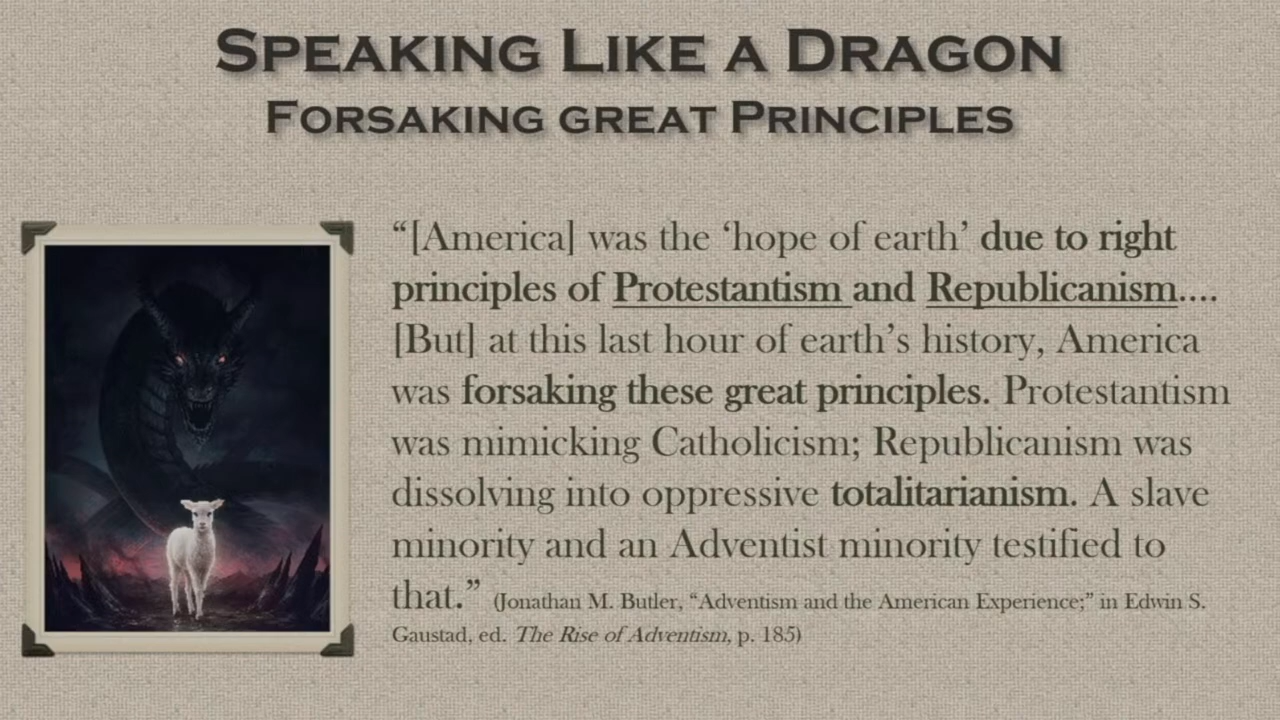 Speaking Like a Dragon
Forsaking great Principles
“[America] was the ‘hope of earth’ due to right
principles of Protestantism and Republicanism....
[But] at this last hour of earth’s history, America
was forsaking these great principles. Protestantism
was mimicking Catholicism; Republicanism was
dissolving into oppressive totalitarianism. A slave
minority and an Adventist minority testified to
that.” (Jonathan M. Butler, “Adventism and the American Experience;” in Edwin S.
Gaustad, ed. The Rise of Adventism, p. 185)